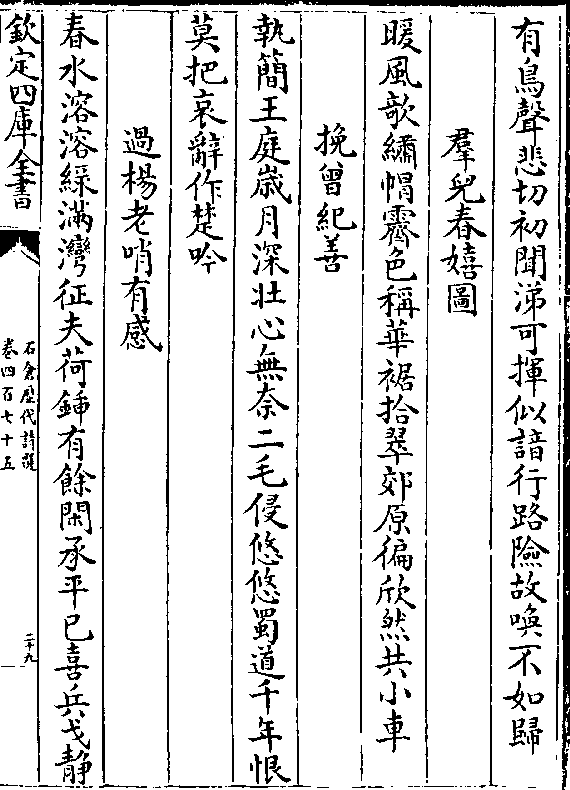 有鳥聲悲切初聞涕可揮似諳行路險故喚不如歸
羣兒春嬉圖
暖風歌繡㡌霽色稱華裾拾翠郊原徧欣然共小車
挽曾紀善
執簡王庭嵗月深壯心無奈二毛侵悠悠蜀道千年恨
莫把哀辭作楚吟
過楊老哨有感
春水溶溶綠滿灣征夫荷鍤有餘閑承平已喜兵戈静
欽定四庫全書
石倉歴代詩選
卷四百七十五
二十九